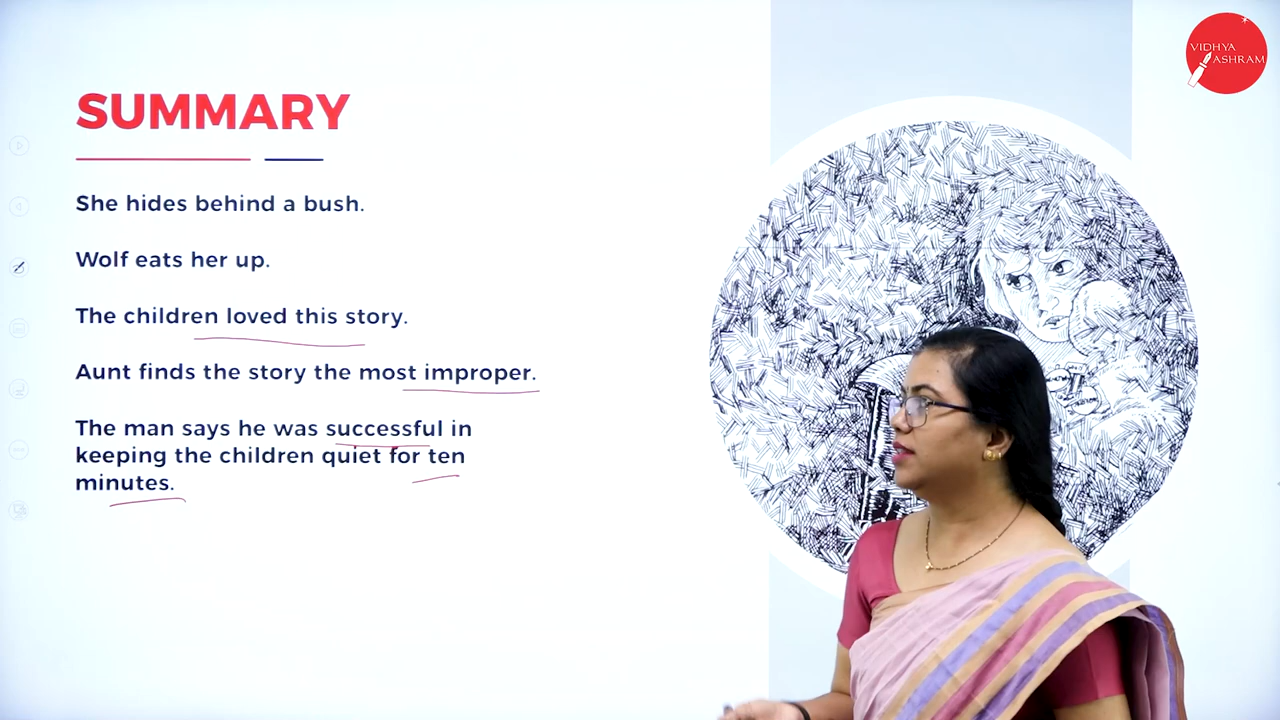 VIDHYA
ASHRAM
SUMMARY
She hides behind a bush.
Wolf eats her up.
The children loved this story.
Aunt finds the story the most improper.
The man says he was successful in
keeping the children quiet for ten
minutes.